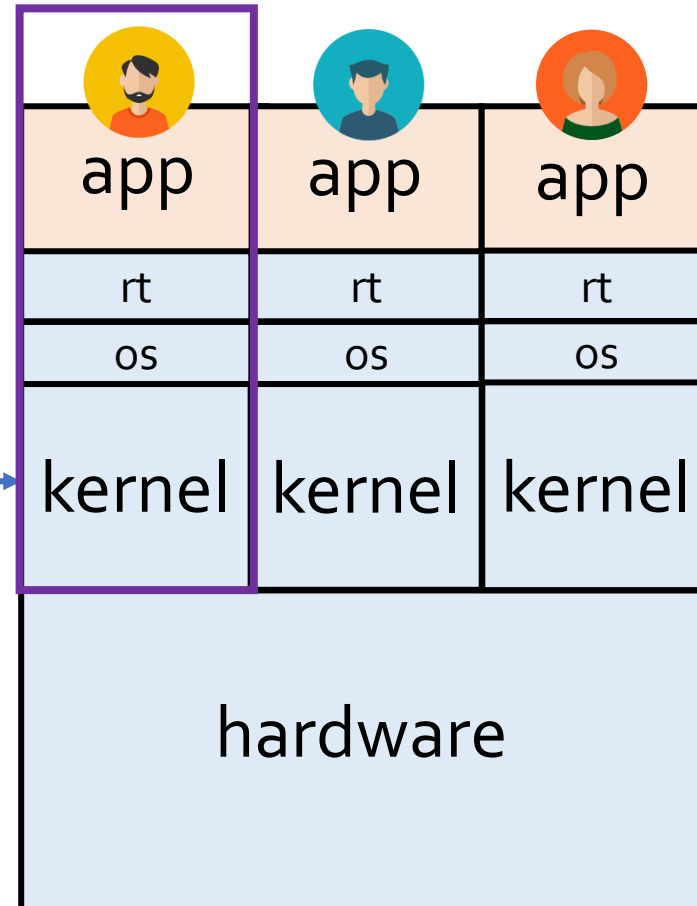 app app app
rt rt rt
os os os
kernel kernel kernel
hardware